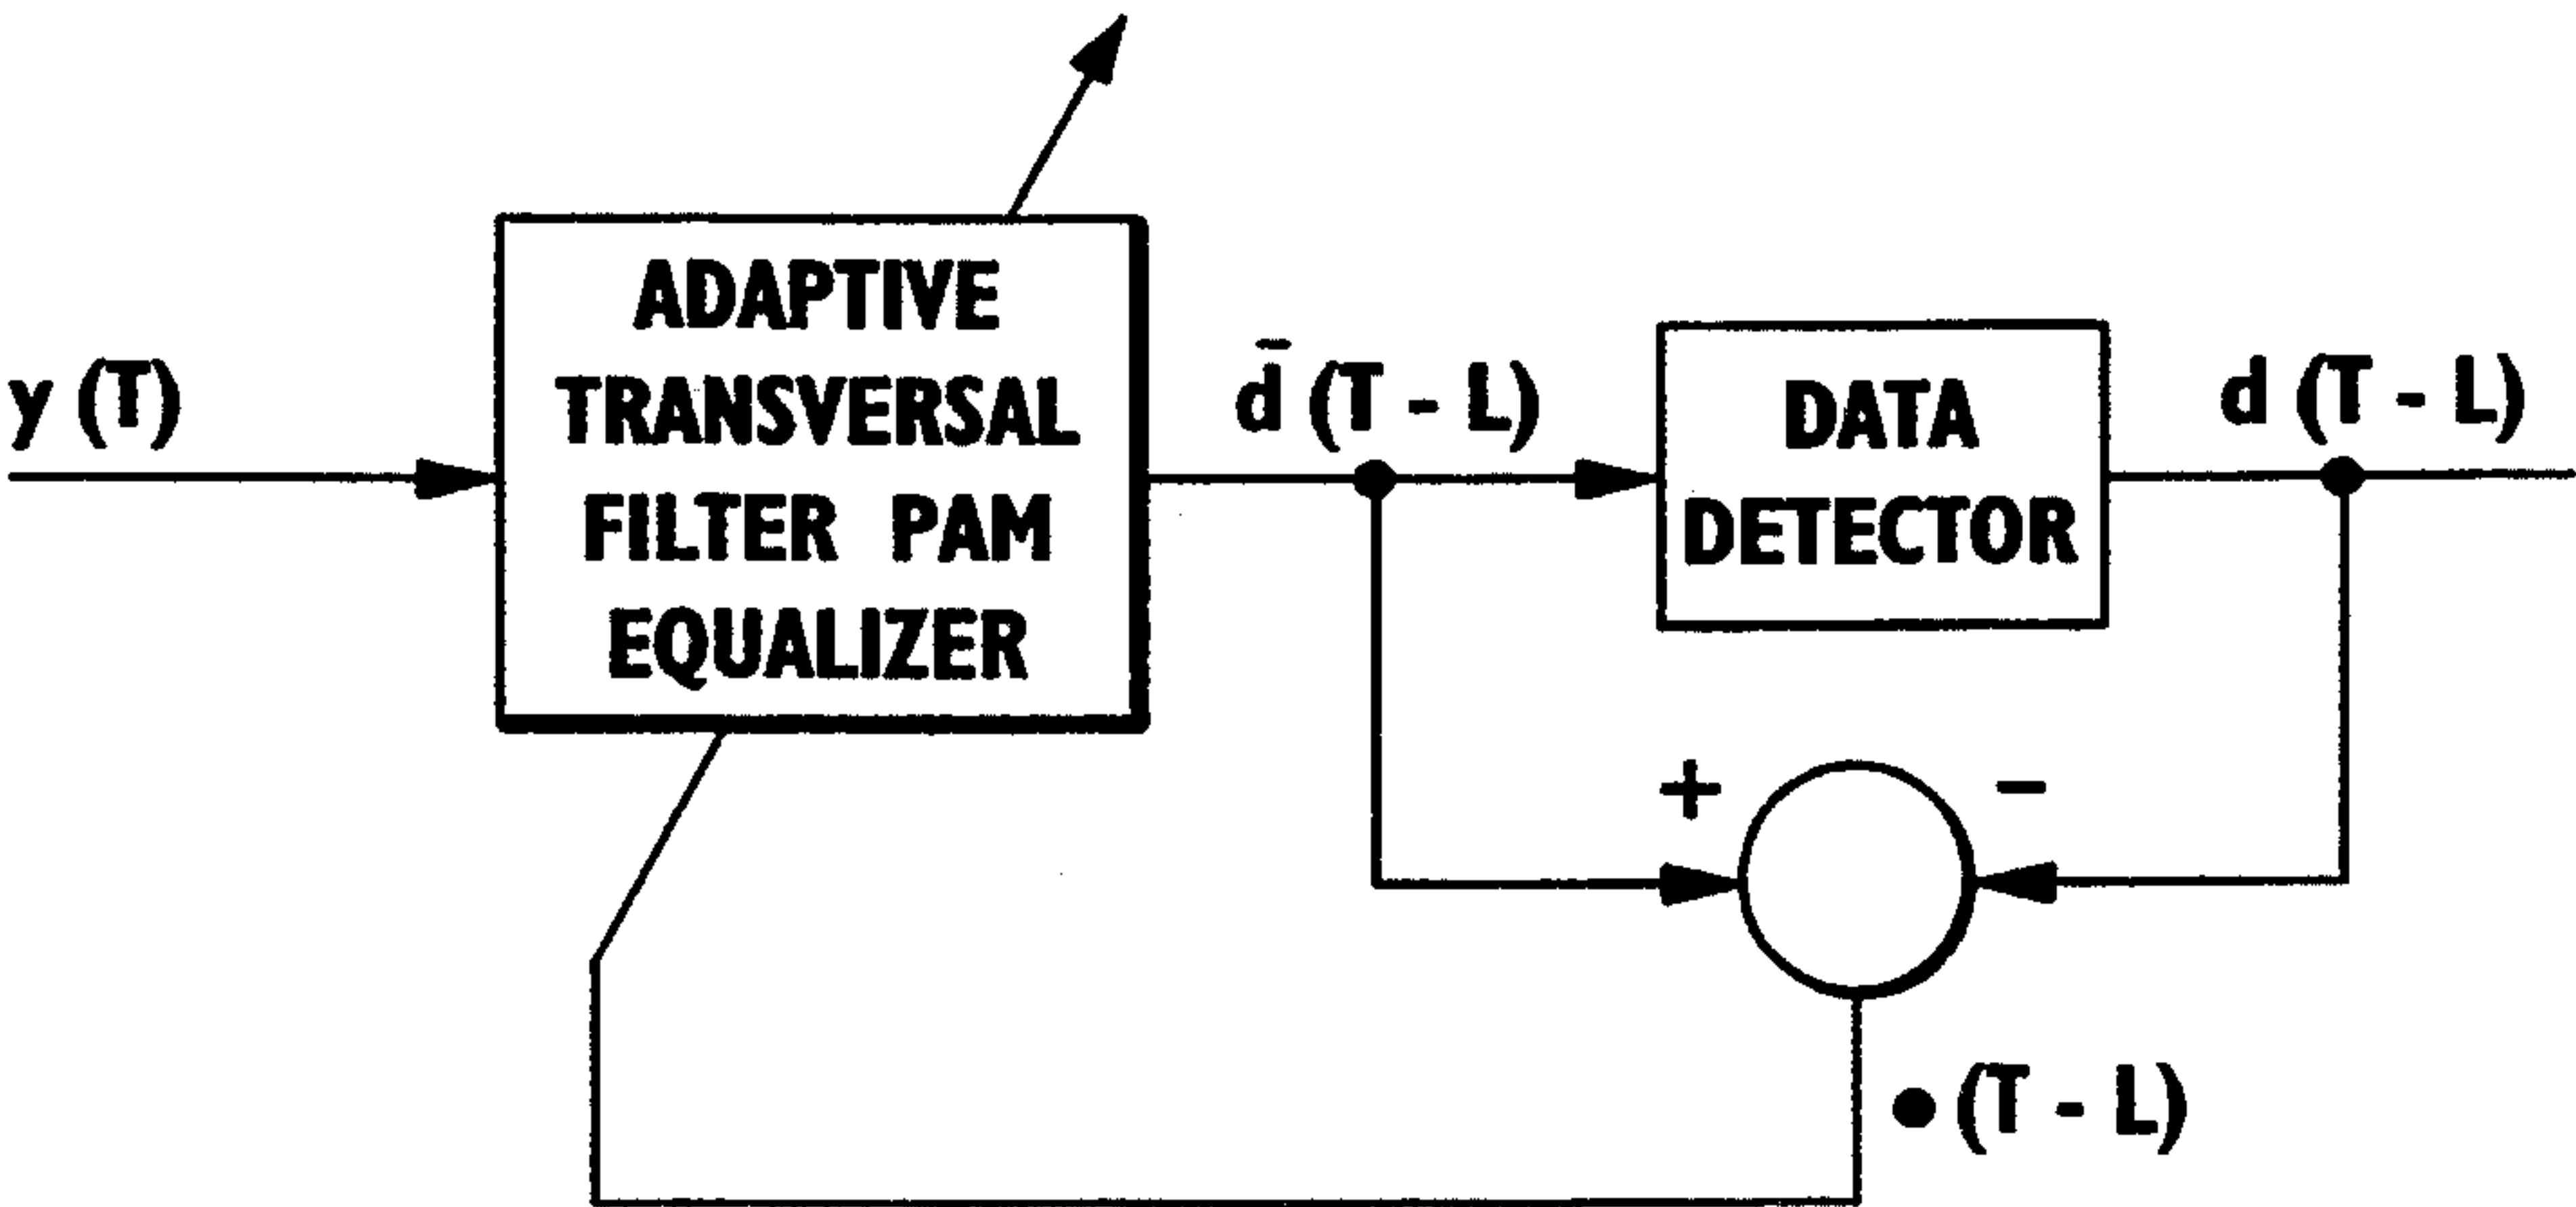 y (T)
ADAPTIVE
TRANSVERSAL
FILTER PAM
EQUALIZER
d̄ (T - L)
DATA
DETECTOR
d (T - L)
+
-
● (T - L)